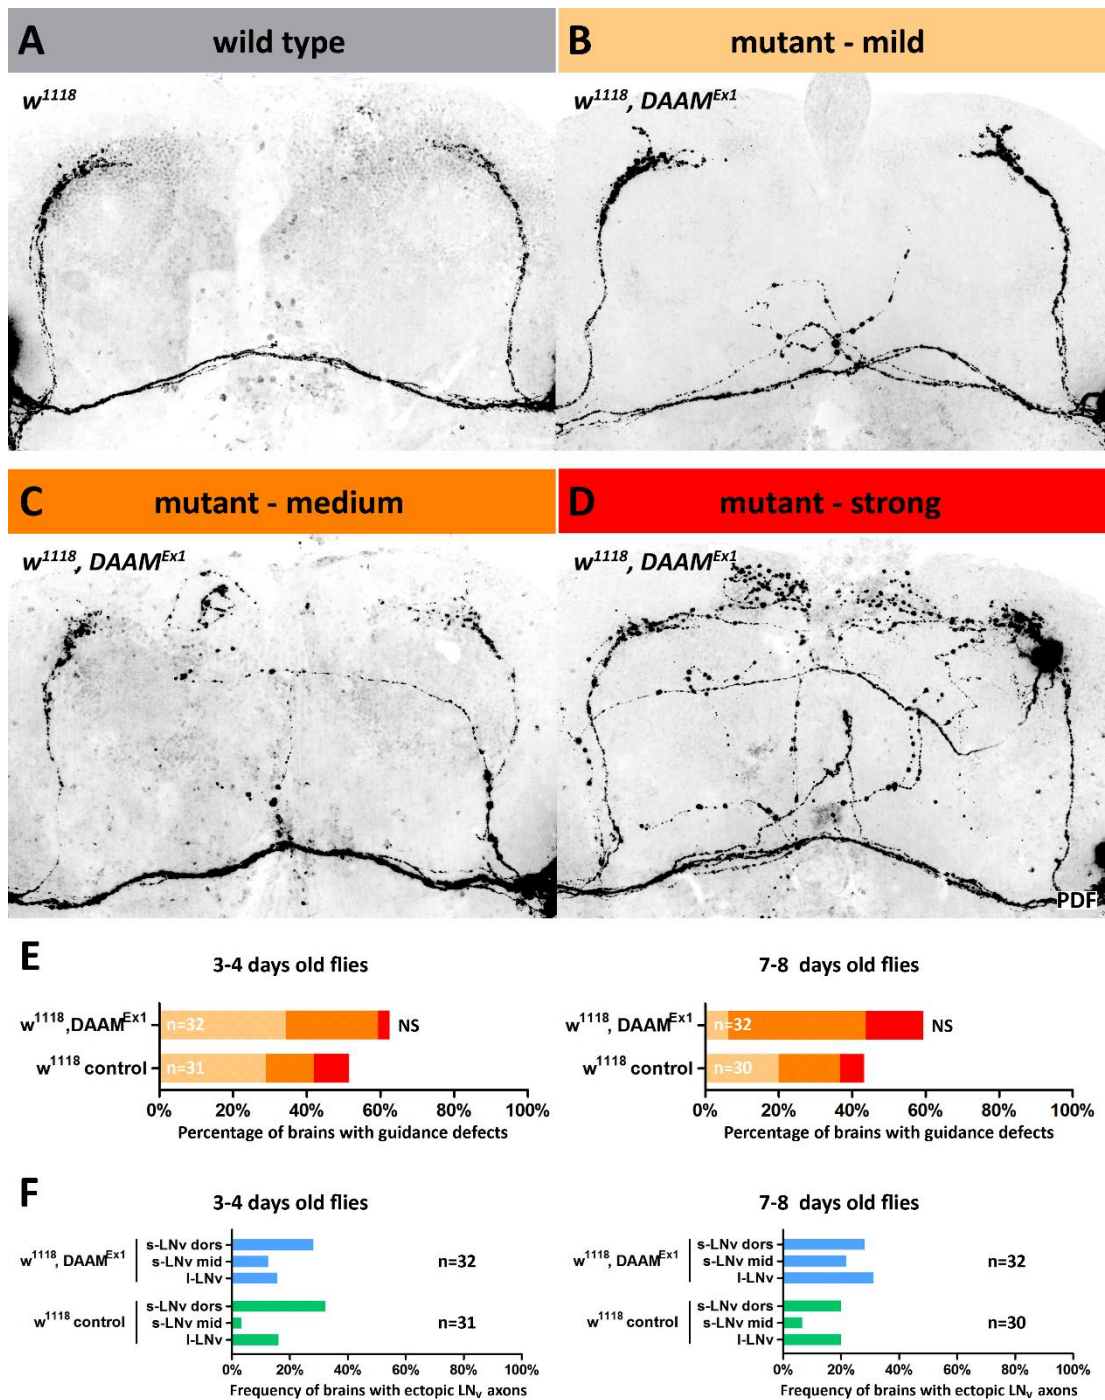 A wild type
w1118
B mutant - mild
w1118, DAAMEx1
C mutant - medium
w1118, DAAMEx1
D mutant - strong
w1118, DAAMEx1
PDF
E
3-4 days old flies
w1118,DAAMEx1 n=32 NS
w1118 control n=31
0% 20% 40% 60% 80% 100%
Percentage of brains with guidance defects
7-8 days old flies
w1118, DAAMEx1 n=32 NS
w1118 control n=30
0% 20% 40% 60% 80% 100%
Percentage of brains with guidance defects
F
3-4 days old flies
w1118, DAAMEx1
s-LNv dors
s-LNv mid
l-LNv
n=32
w1118 control
s-LNv dors
s-LNv mid
l-LNv
n=31
0% 20% 40% 60% 80% 100%
Frequency of brains with ectopic LNv axons
7-8 days old flies
w1118, DAAMEx1
s-LNv dors
s-LNv mid
l-LNv
n=32
w1118 control
s-LNv dors
s-LNv mid
l-LNv
n=30
0% 20% 40% 60% 80% 100%
Frequency of brains with ectopic LNv axons